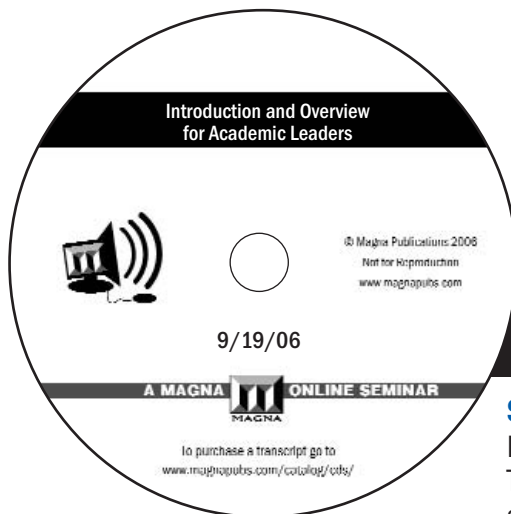 Introduction and Overview
for Academic Leaders
© Magna Publications 2006
Not for Reproduction
www.magnapubs.com
9/19/06
A MAGNA ONLINE SEMINAR
MAGNA
To purchase a transcript go to
www.magnapubs.com/catalog/cds/